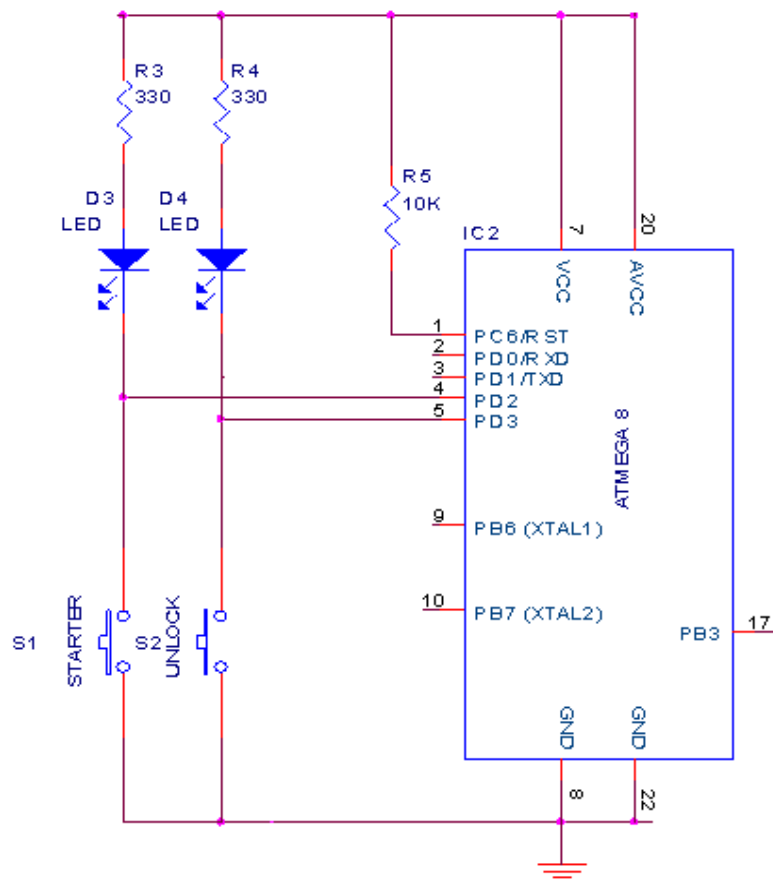 R3
330
R4
330
R5
10K
D3
LED
D4
LED
IC2
7
20
VCC
AVCC
1
PC6/RST
2
PD0/RXD
3
PD1/TXD
4
PD2
5
PD3
ATMEGA 8
9
PB6 (XTAL1)
10
PB7 (XTAL2)
17
PB3
S1
STARTER
S2
UNLOCK
GND
GND
8
22